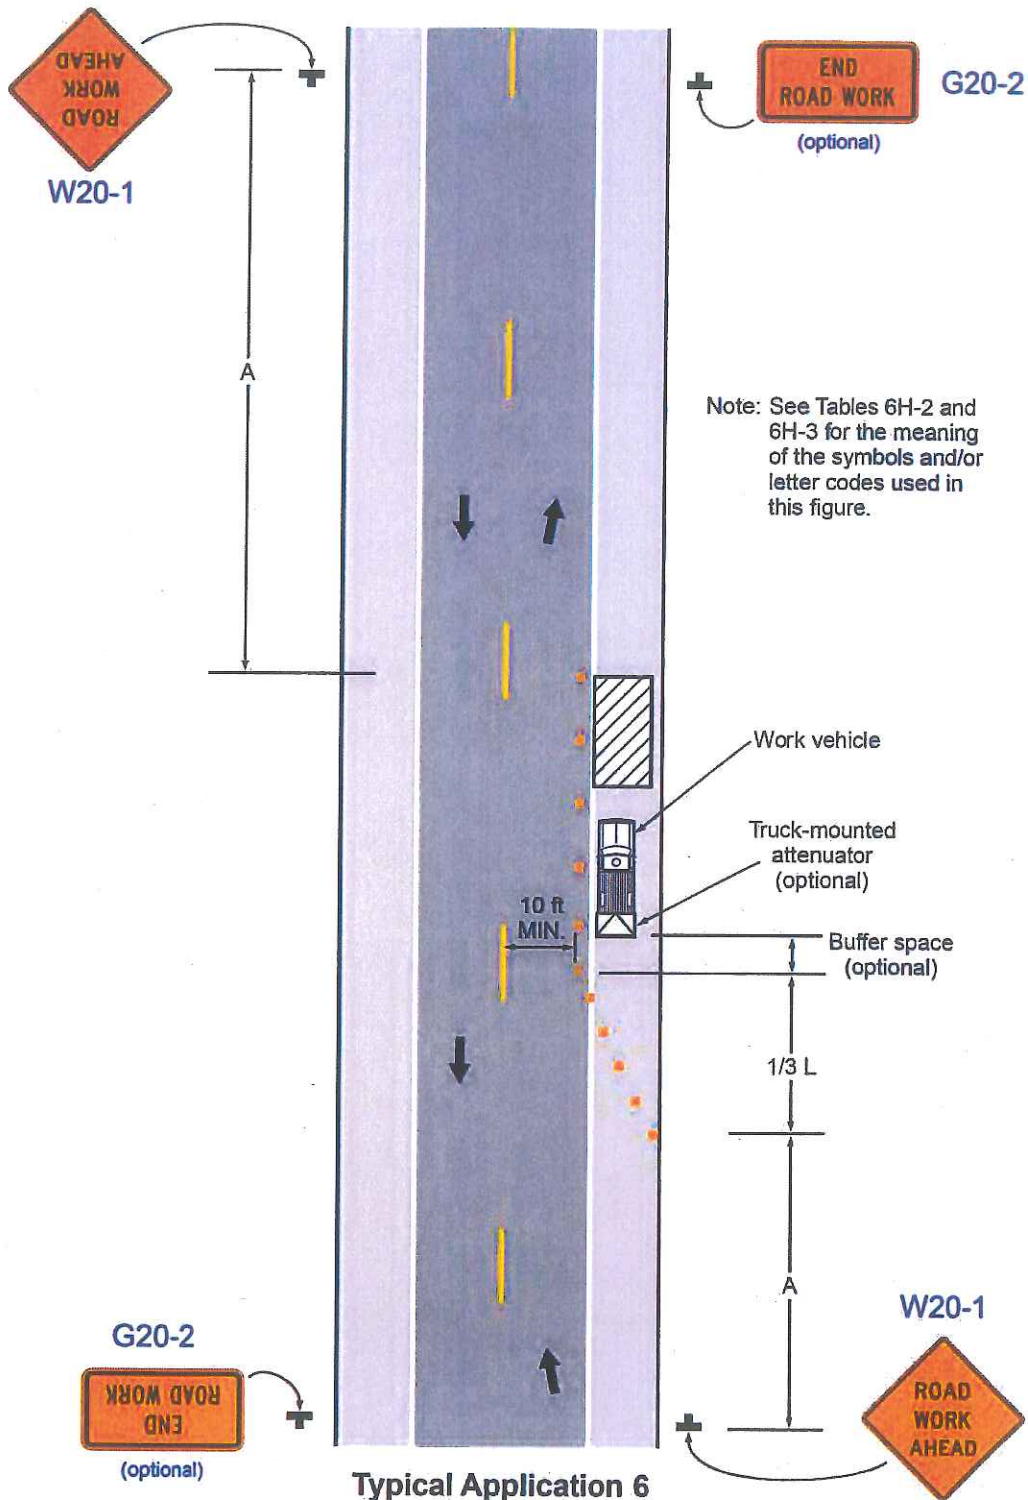 ROAD
WORK
AHEAD
W20-1
END
ROAD WORK
G20-2
(optional)
A
Note: See Tables 6H-2 and
6H-3 for the meaning
of the symbols and/or
letter codes used in
this figure.
Work vehicle
Truck-mounted
attenuator
(optional)
10 ft
MIN.
Buffer space
(optional)
1/3 L
A
G20-2
END
ROAD WORK
(optional)
W20-1
ROAD
WORK
AHEAD
Typical Application 6